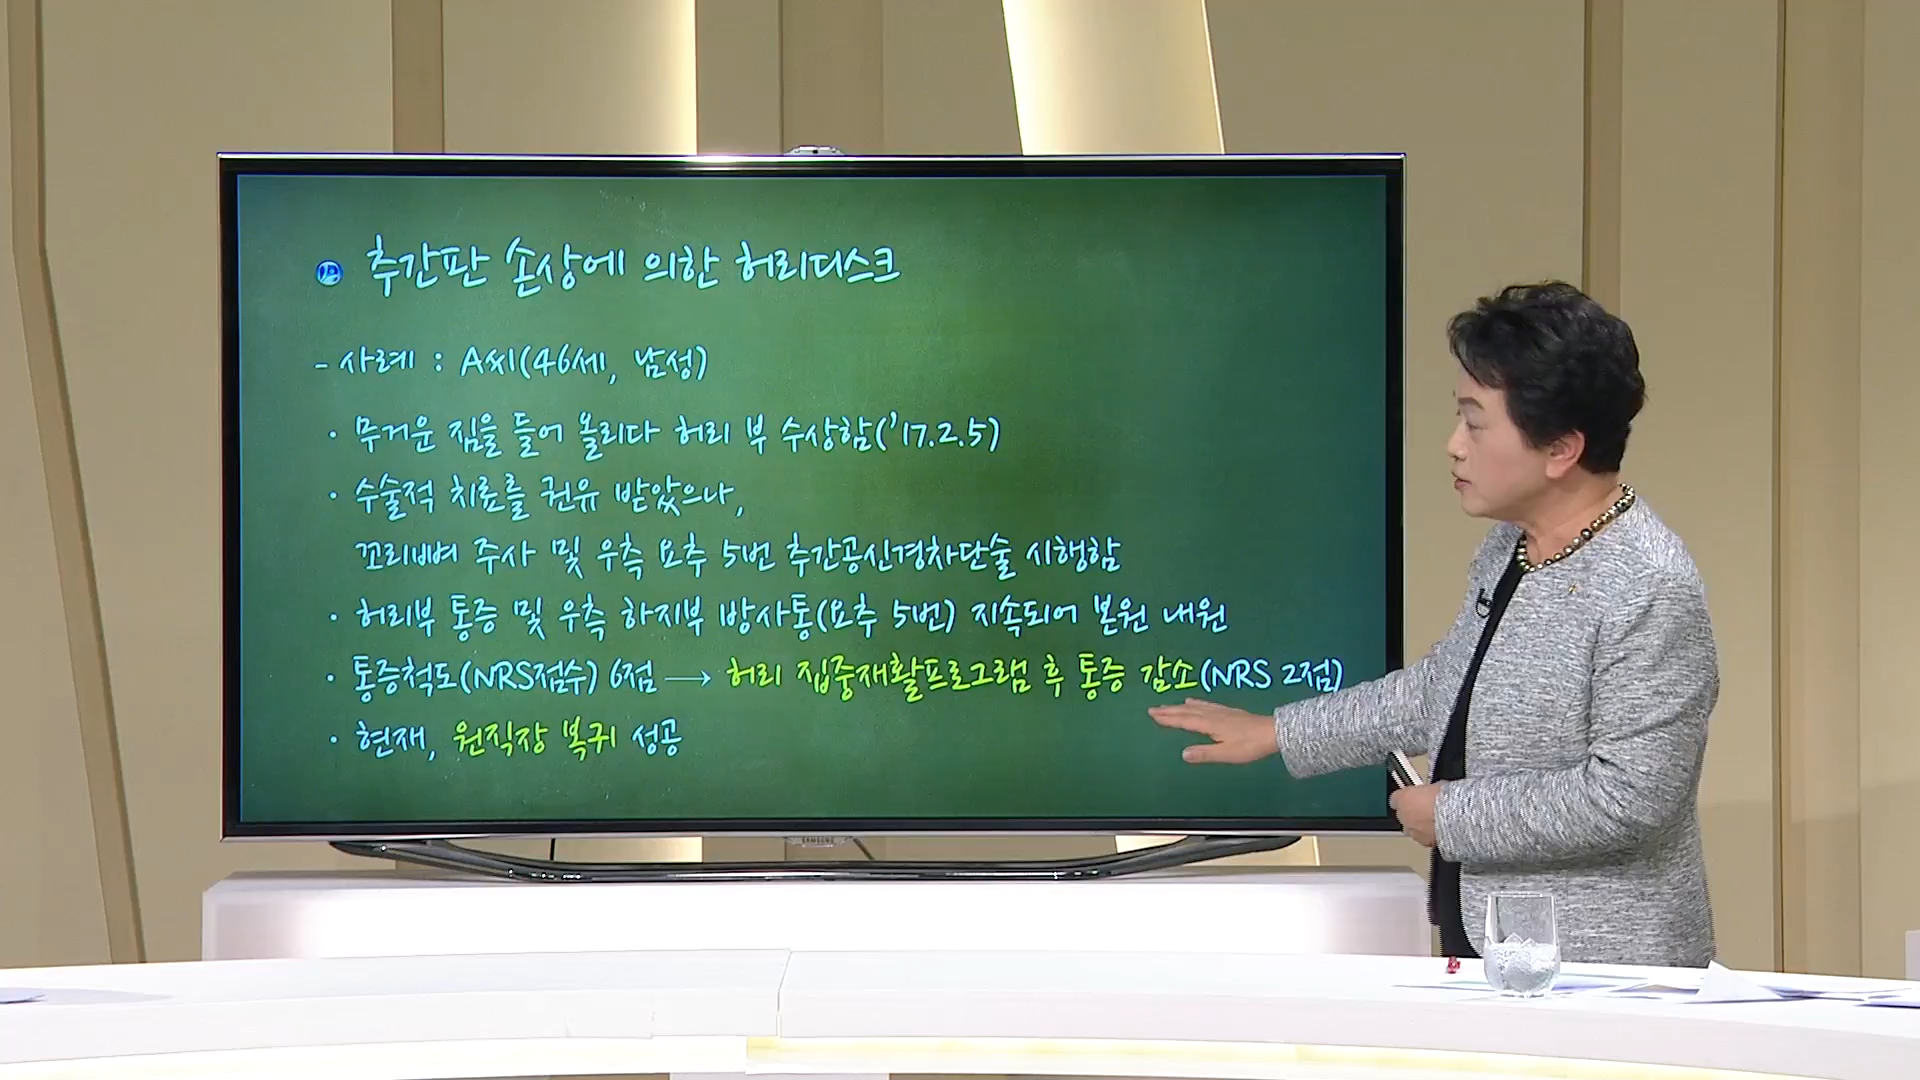 추간판 손상에 의한 허리디스크
- 사례 : A씨(46세, 남성)
· 무거운 짐을 들어 올리다 허리 부 수상함('17.2.5)
· 수술적 치료를 권유 받았으나,
꼬리뼈 주사 및 우측 요추 5번 추간공신경차단술 시행함
· 허리부 통증 및 우측 하지부 방사통(요추 5번) 지속되어 본원 내원
· 통증척도(NRS점수) 6점 → 허리 집중재활프로그램 후 통증 감소(NRS 2점)
· 현재, 원직장 복귀 성공
SAMSUNG